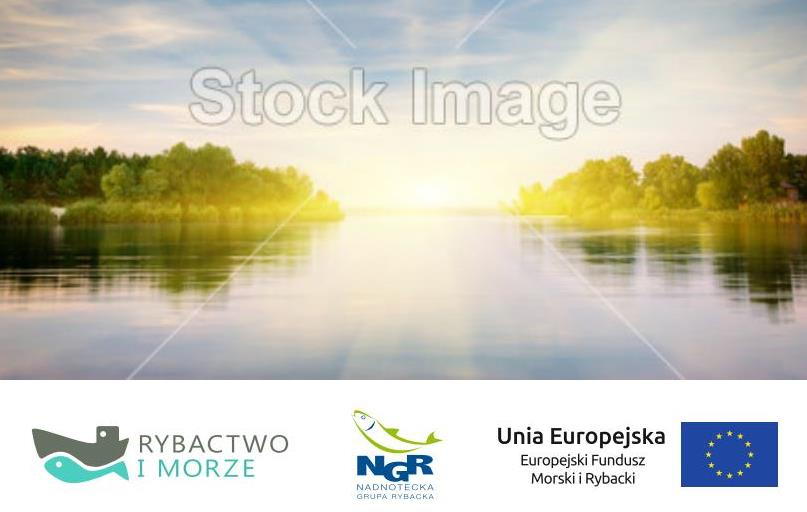 Stock Image
RYBACTWO
I MORZE
NGR
NADNOTECKA
GRUPA RYBACKA
Unia Europejska
Europejski Fundusz
Morski i Rybacki